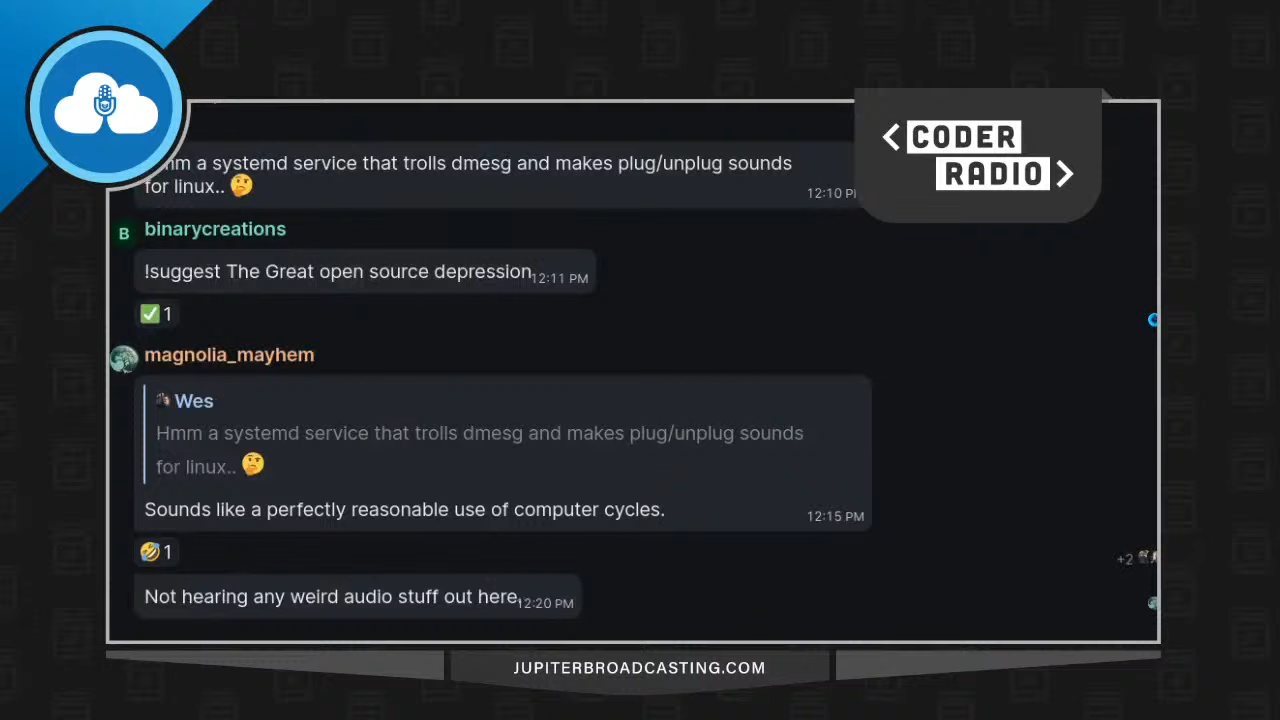 <CODER
RADIO>
mm a systemd service that trolls dmesg and makes plug/unplug sounds
for linux.. 🤔
12:10 P
B binarycreations
!suggest The Great open source depression
12:11 PM
✅ 1
magnolia_mayhem
Wes
Hmm a systemd service that trolls dmesg and makes plug/unplug sounds
for linux.. 🤔
Sounds like a perfectly reasonable use of computer cycles.
12:15 PM
🤣 1
+2
Not hearing any weird audio stuff out here.
12:20 PM
JUPITERBROADCASTING.COM